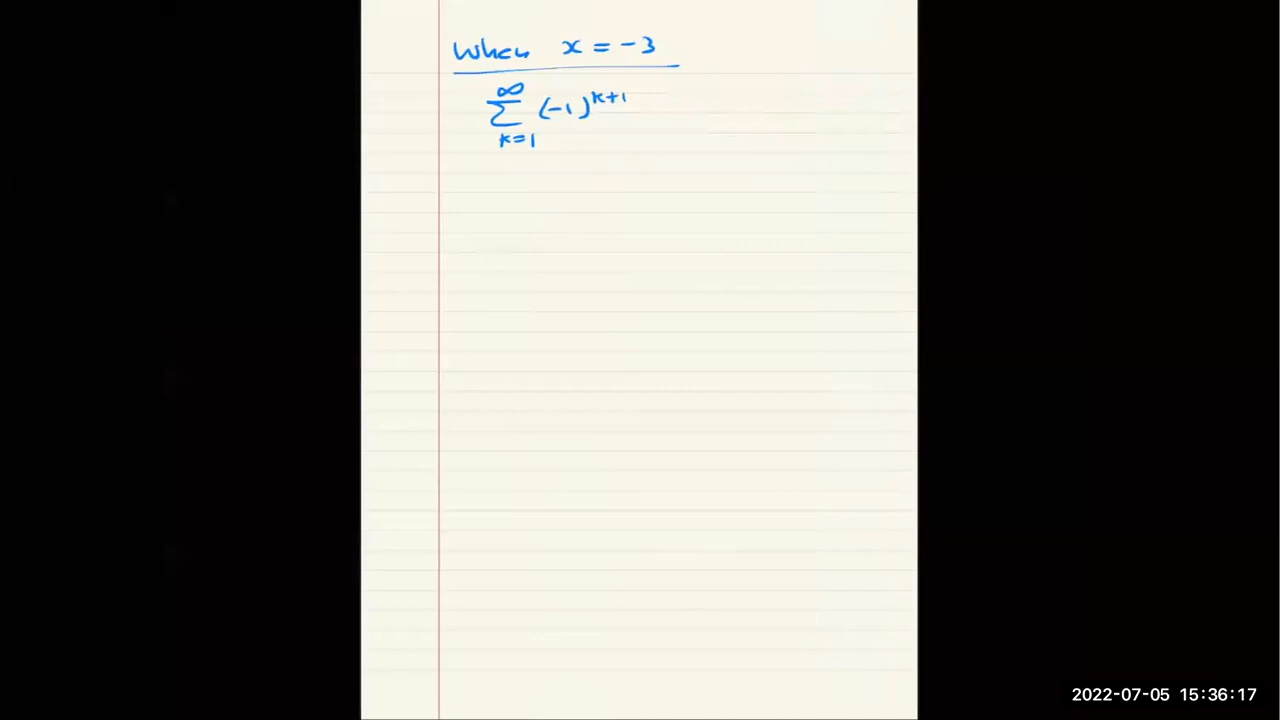 When x = -3
∞
∑ (-1)^{k+1}
k=1
2022-07-05 15:36:17